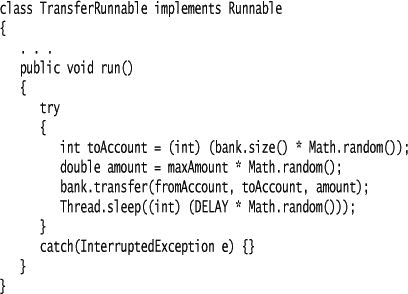 class TransferRunnable implements Runnable
{
   . . .
   public void run()
   {
      try
      {
         int toAccount = (int) (bank.size() * Math.random());
         double amount = maxAmount * Math.random();
         bank.transfer(fromAccount, toAccount, amount);
         Thread.sleep((int) (DELAY * Math.random()));
      }
      catch(InterruptedException e) {}
   }
}